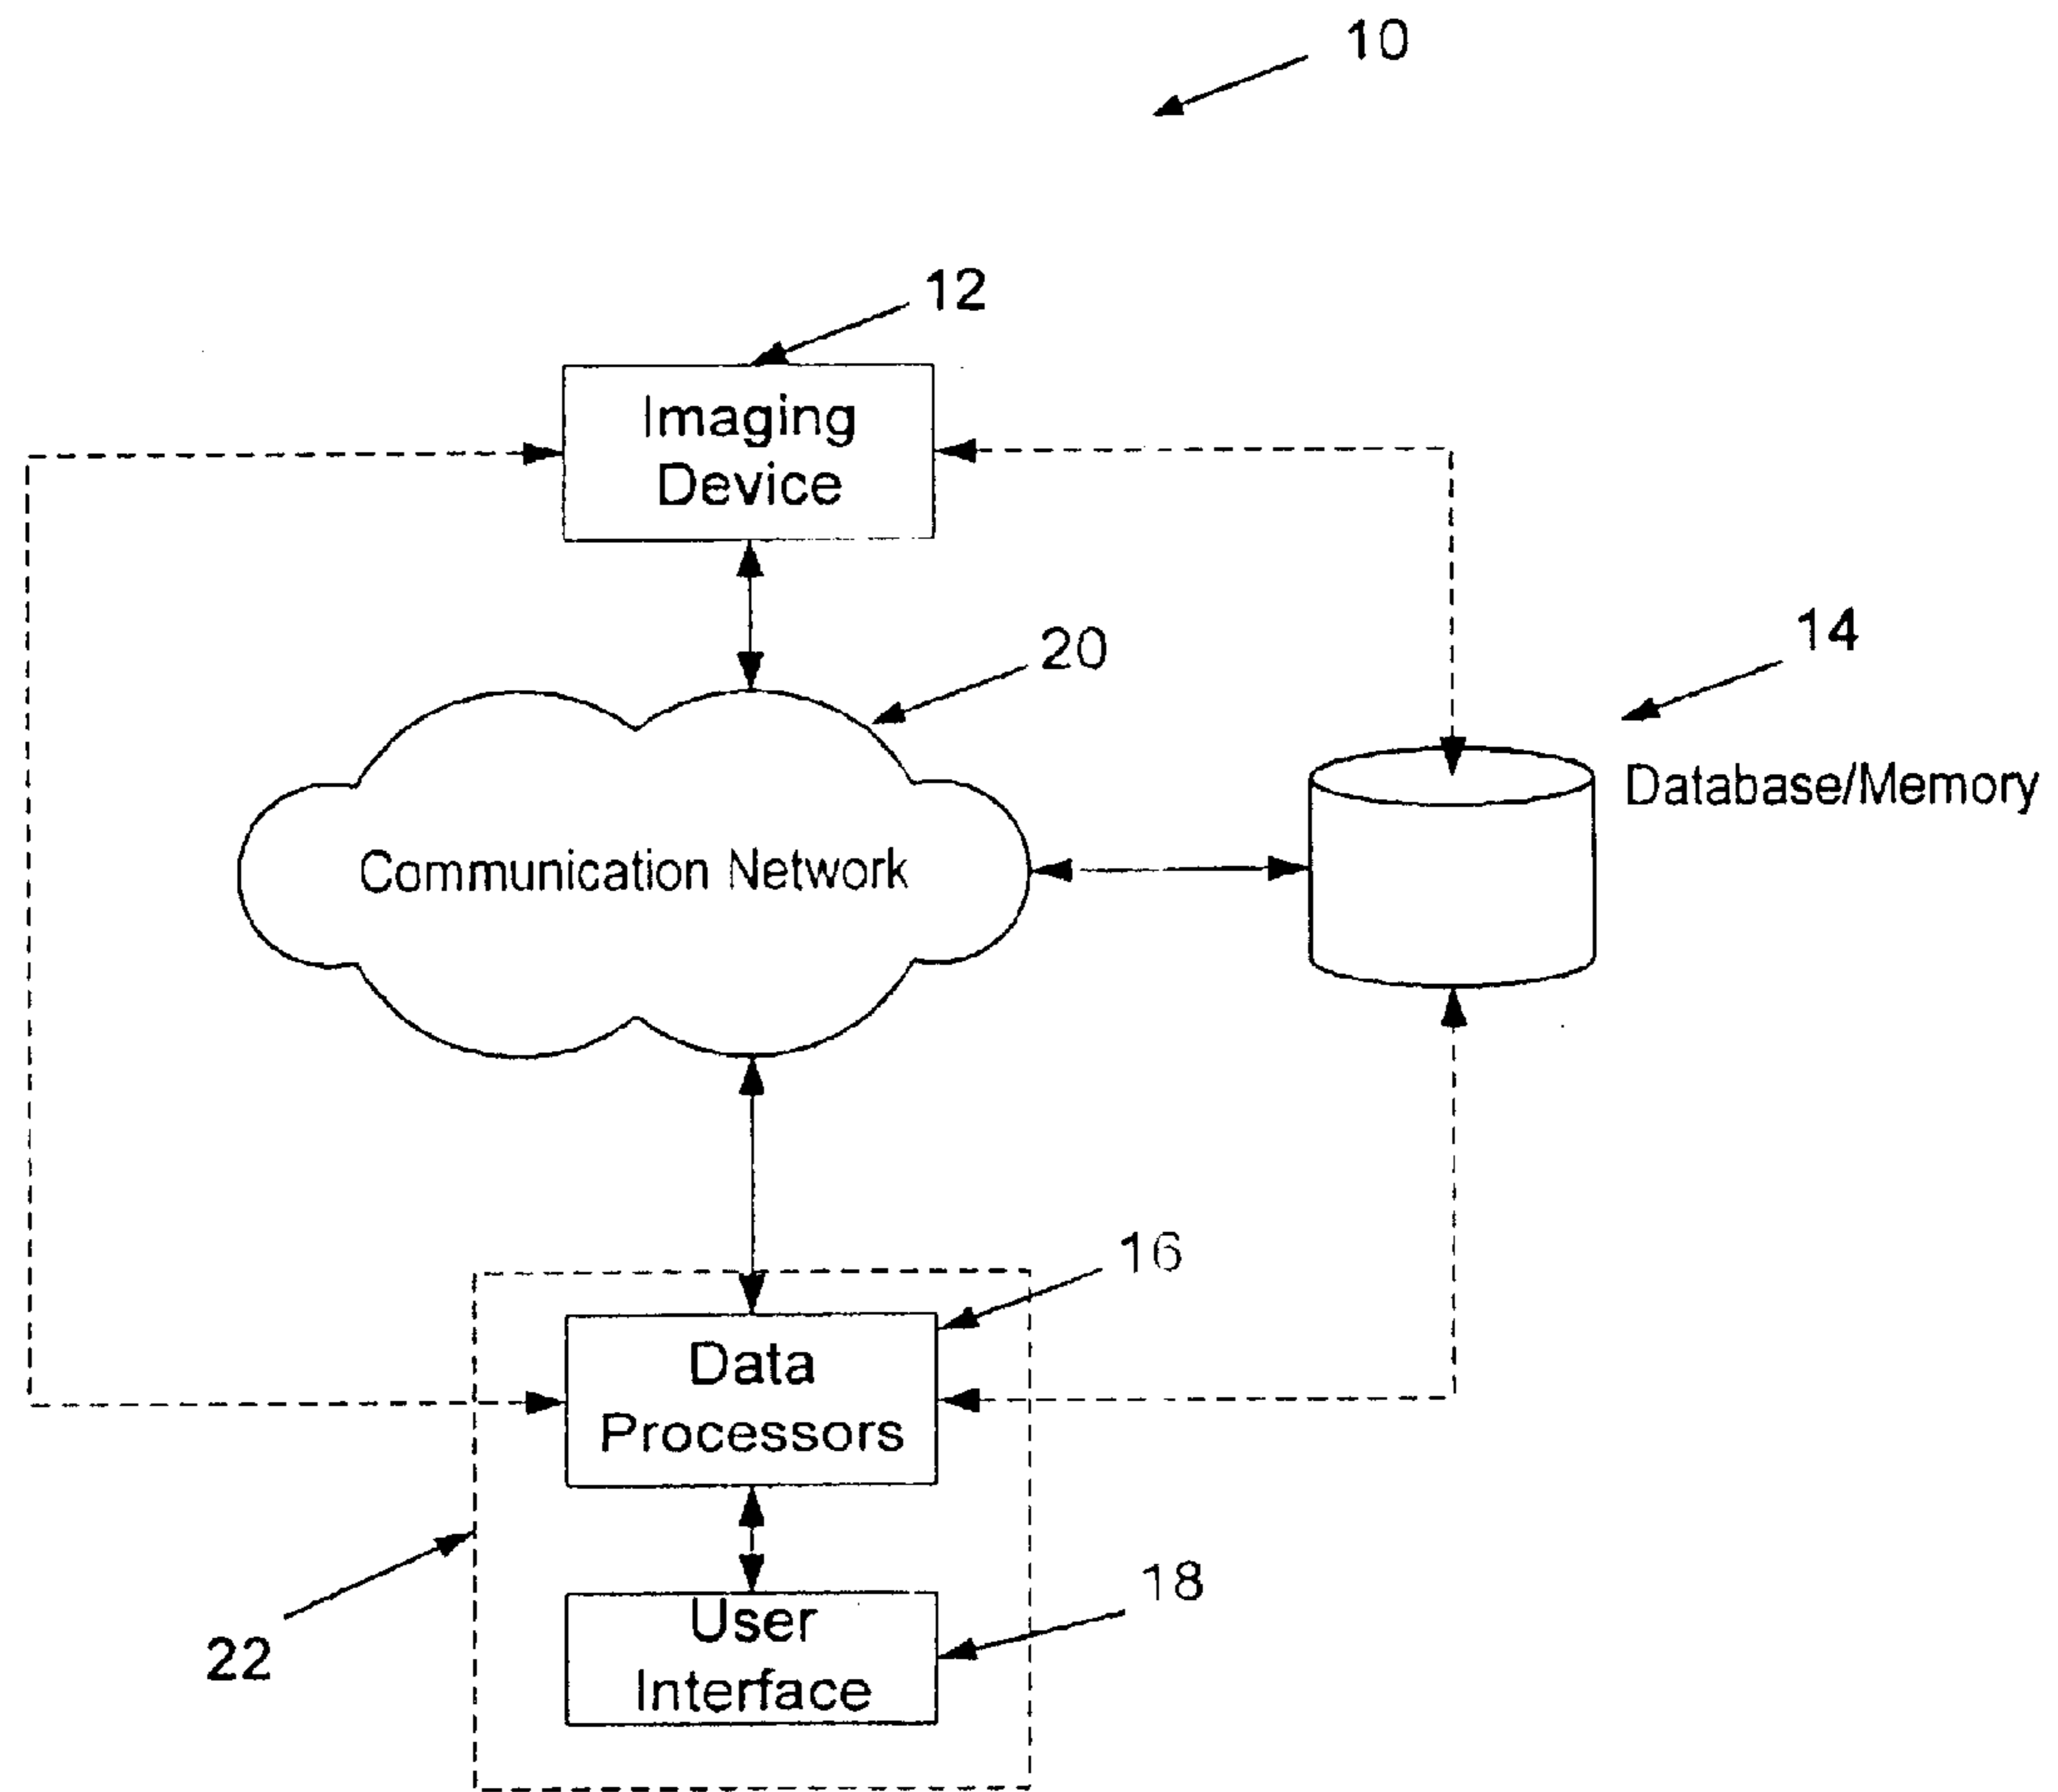 10
12
Imaging
Device
20
14
Database/Memory
Communication Network
16
Data
Processors
18
User
Interface
22